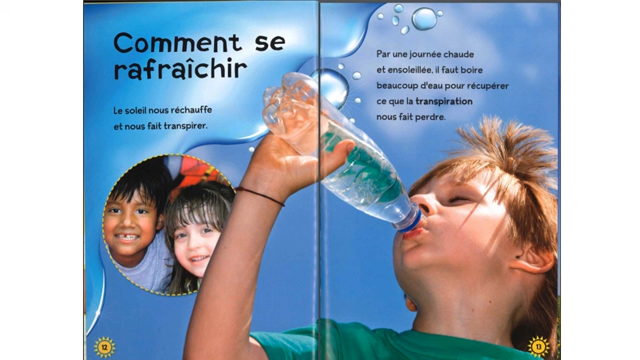 Comment se
rafraîchir
Le soleil nous réchauffe
et nous fait transpirer.
12
Par une journée chaude
et ensoleillée, il faut boire
beaucoup d'eau pour récupérer
ce que la transpiration
nous fait perdre.
13